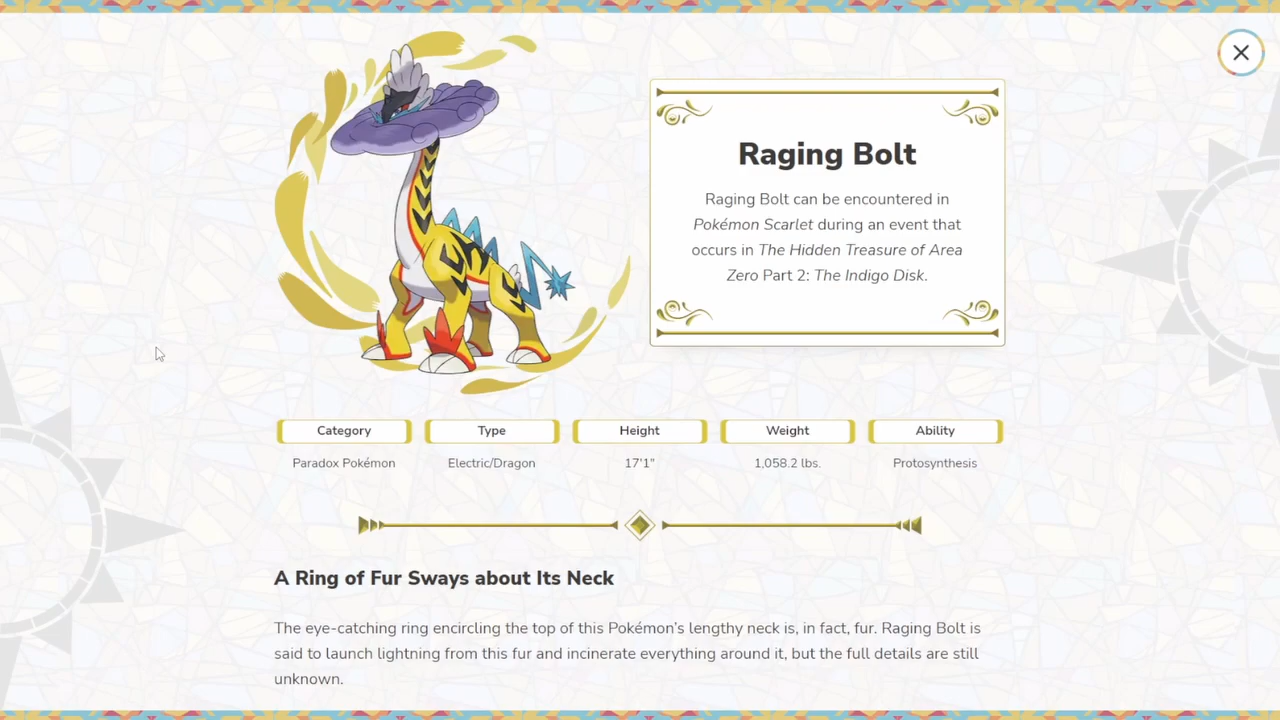 Raging Bolt
Raging Bolt can be encountered in
Pokémon Scarlet during an event that
occurs in The Hidden Treasure of Area
Zero Part 2: The Indigo Disk.
Category
Type
Height
Weight
Ability
Paradox Pokémon
Electric/Dragon
17'1"
1,058.2 lbs.
Protosynthesis
A Ring of Fur Sways about Its Neck
The eye-catching ring encircling the top of this Pokémon’s lengthy neck is, in fact, fur. Raging Bolt is
said to launch lightning from this fur and incinerate everything around it, but the full details are still
unknown.